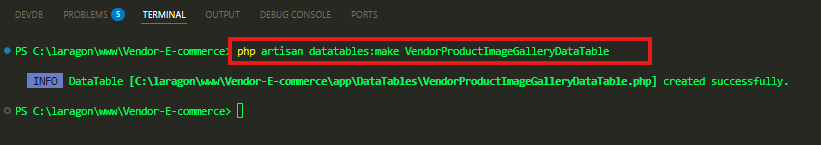 DEVDB PROBLEMS 5 TERMINAL OUTPUT DEBUG CONSOLE PORTS
PS C:\laragon\www\Vendor-E-commerce> php artisan datatables:make VendorProductImageGalleryDataTable
INFO DataTable [C:\laragon\www\Vendor-E-commerce\app\DataTables\VendorProductImageGalleryDataTable.php] created successfully.
PS C:\laragon\www\Vendor-E-commerce>